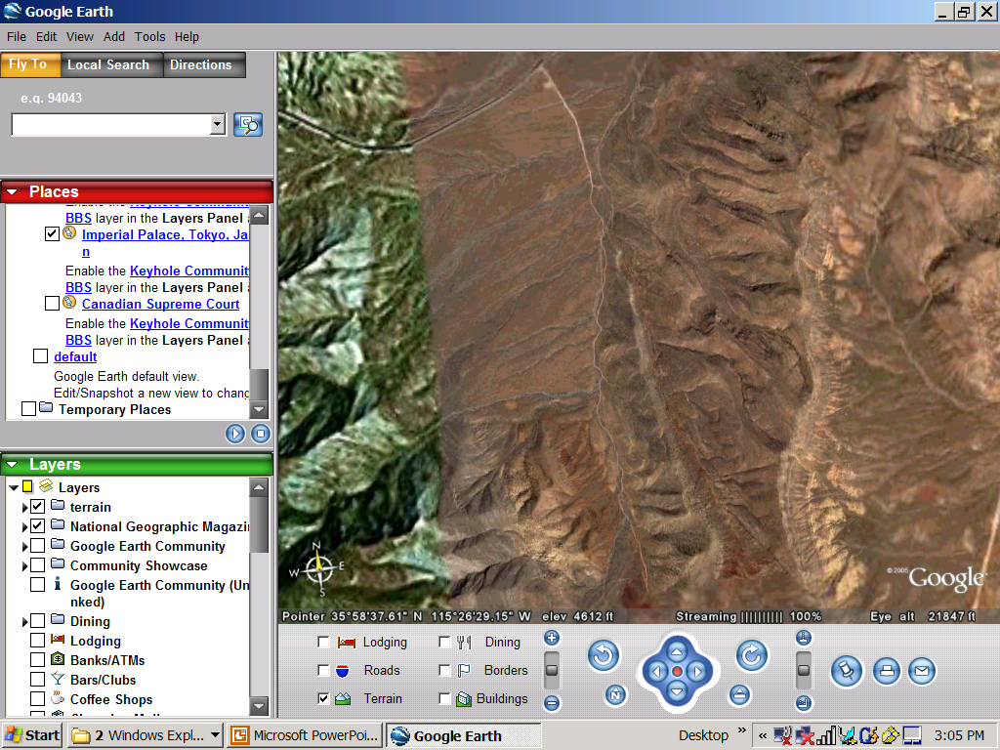 Google Earth
File Edit View Add Tools Help
Fly To Local Search Directions
e.g. 94043
Places
BBS layer in the Layers Panel
Imperial Palace, Tokyo, Ja
n
Enable the Keyhole Communit
BBS layer in the Layers Panel
Canadian Supreme Court
Enable the Keyhole Communit
BBS layer in the Layers Panel
default
Google Earth default view.
Edit/Snapshot a new view to chang
Temporary Places
Layers
Layers
terrain
National Geographic Magazi
Google Earth Community
Community Showcase
Google Earth Community (Un
nked)
Dining
Lodging
Banks/ATMs
Bars/Clubs
Coffee Shops
N
W E
S
©2005 Google
Pointer 35°58'37.61" N 115°26'29.15" W elev 4612 ft Streaming |||||||||| 100% Eye alt 21847 ft
Lodging Dining
Roads Borders
Terrain Buildings
N
Start 2 Windows Expl... Microsoft PowerPoi... Google Earth Desktop » « 3:05 PM